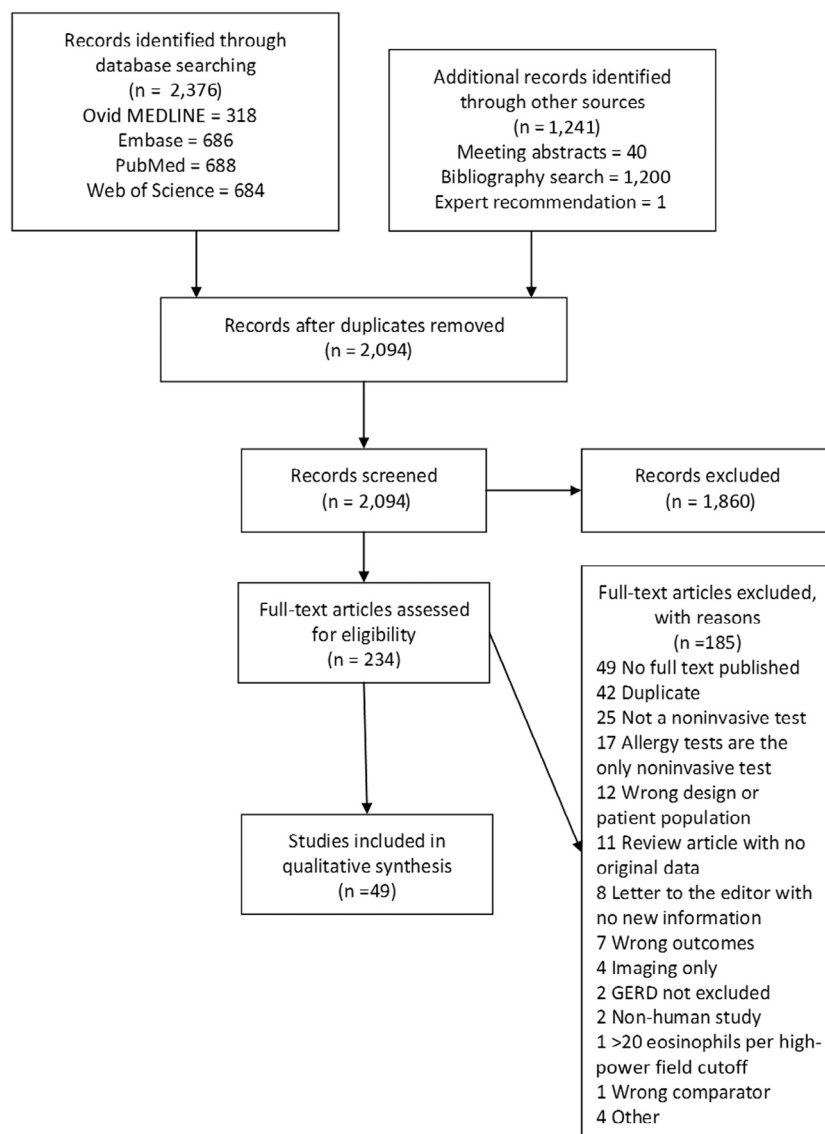 Records identified through
database searching
(n = 2,376)
Ovid MEDLINE = 318
Embase = 686
PubMed = 688
Web of Science = 684
Additional records identified
through other sources
(n = 1,241)
Meeting abstracts = 40
Bibliography search = 1,200
Expert recommendation = 1
Records after duplicates removed
(n = 2,094)
Records screened
(n = 2,094)
Records excluded
(n = 1,860)
Full-text articles assessed
for eligibility
(n = 234)
Full-text articles excluded,
with reasons
(n =185)
49 No full text published
42 Duplicate
25 Not a noninvasive test
17 Allergy tests are the
only noninvasive test
12 Wrong design or
patient population
11 Review article with no
original data
8 Letter to the editor with
no new information
7 Wrong outcomes
4 Imaging only
2 GERD not excluded
2 Non-human study
1 >20 eosinophils per high-
power field cutoff
1 Wrong comparator
4 Other
Studies included in
qualitative synthesis
(n =49)